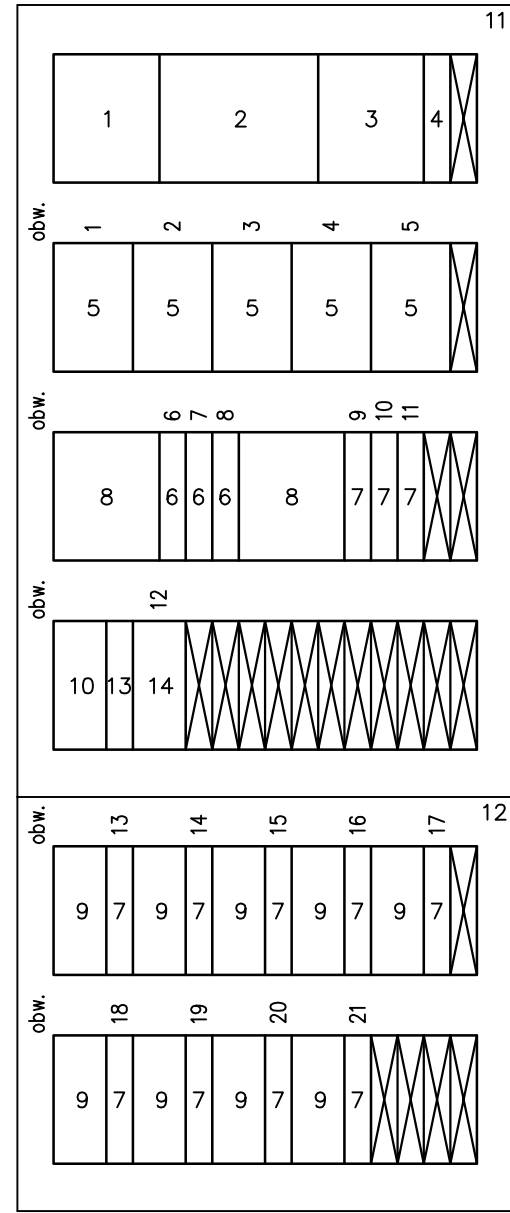 11
1 2 3 4
obw. 1 2 3 4 5
5 5 5 5 5
obw. 6 7 8 9 10 11
8 6 6 6 8 7 7 7
obw. 12
10 13 14
12
obw. 13 14 15 16 17
9 7 9 7 9 7 9 7 9 7
obw. 18 19 20 21
9 7 9 7 9 7 9 7